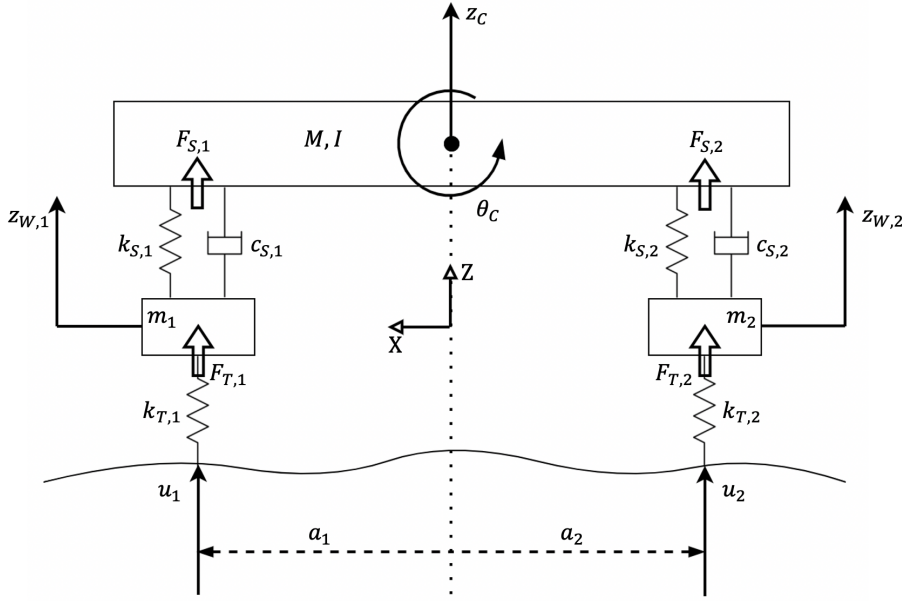 z_C
F_{S,1}
M, I
F_{S,2}
θ_C
z_{W,1}
k_{S,1}
c_{S,1}
k_{S,2}
c_{S,2}
z_{W,2}
Z
X
m_1
m_2
F_{T,1}
F_{T,2}
k_{T,1}
k_{T,2}
u_1
u_2
a_1
a_2